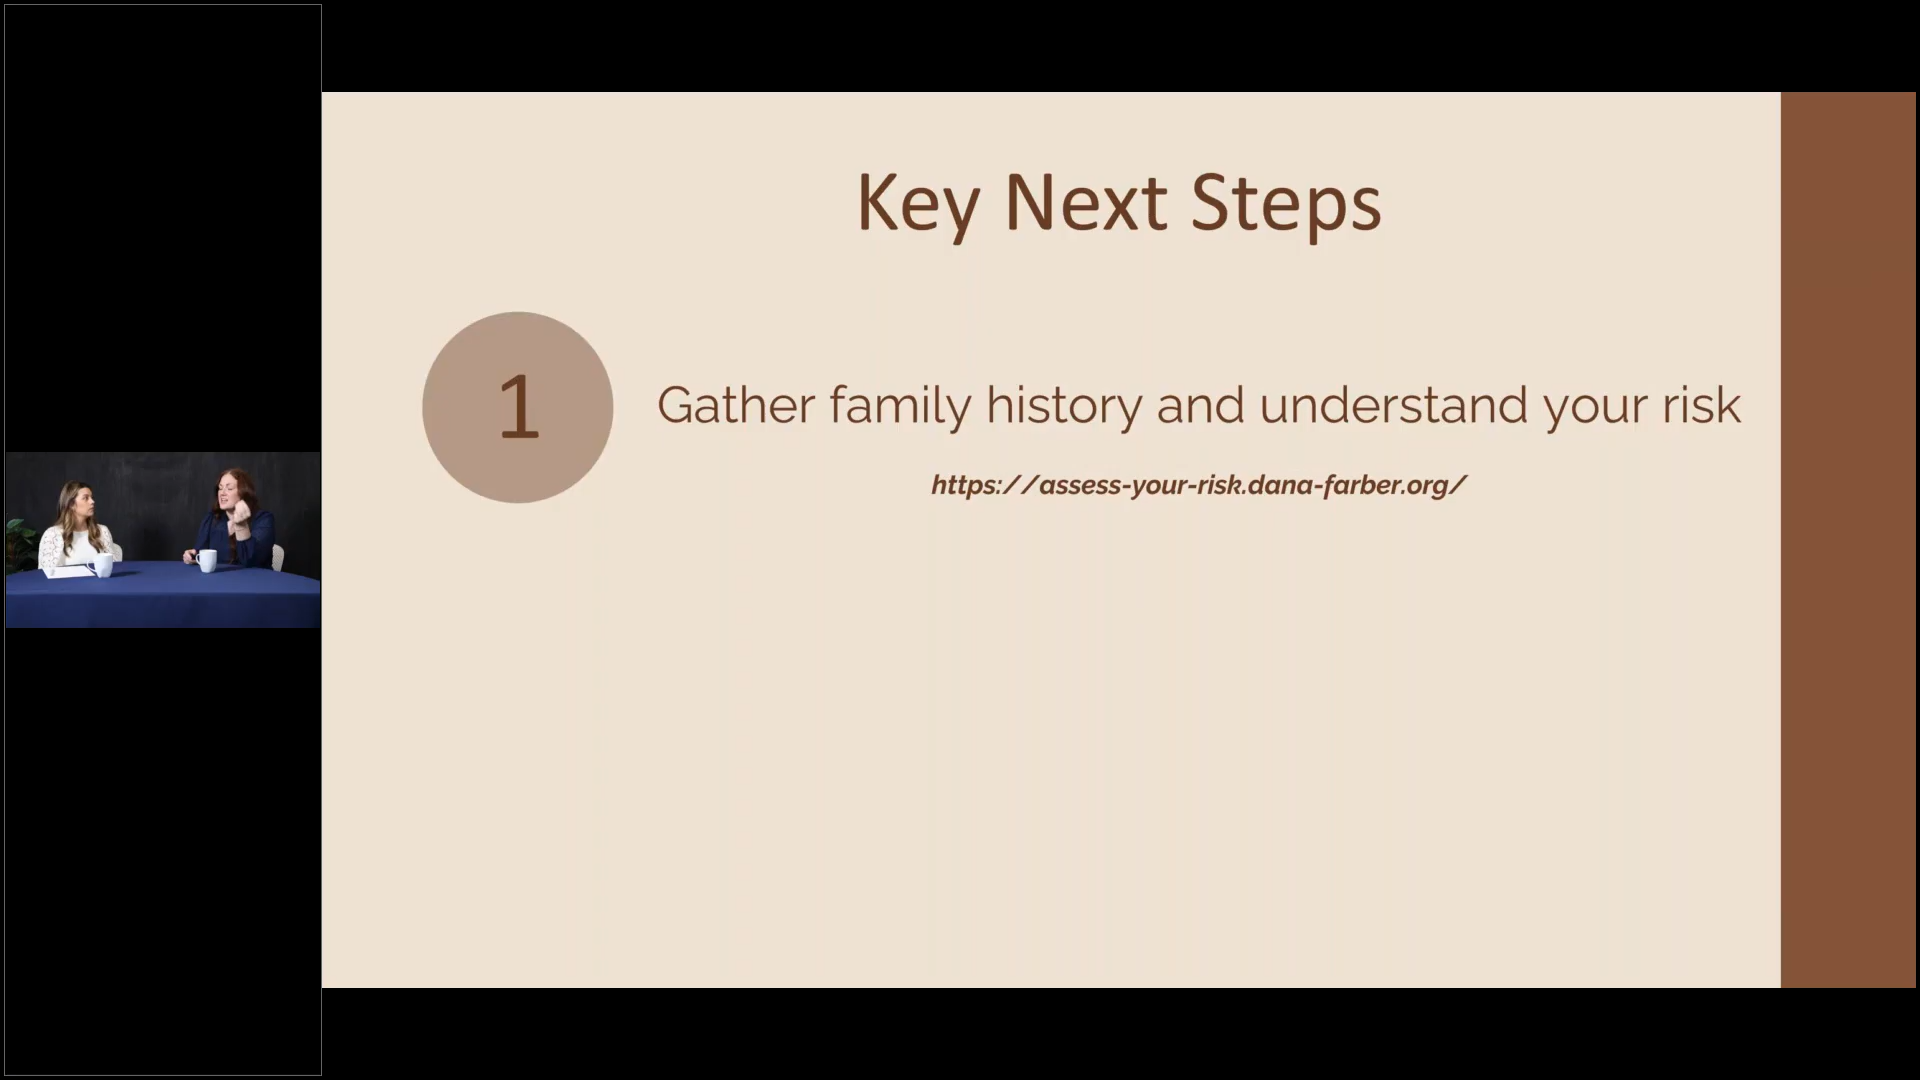 Key Next Steps
1
Gather family history and understand your risk
https://assess-your-risk.dana-farber.org/